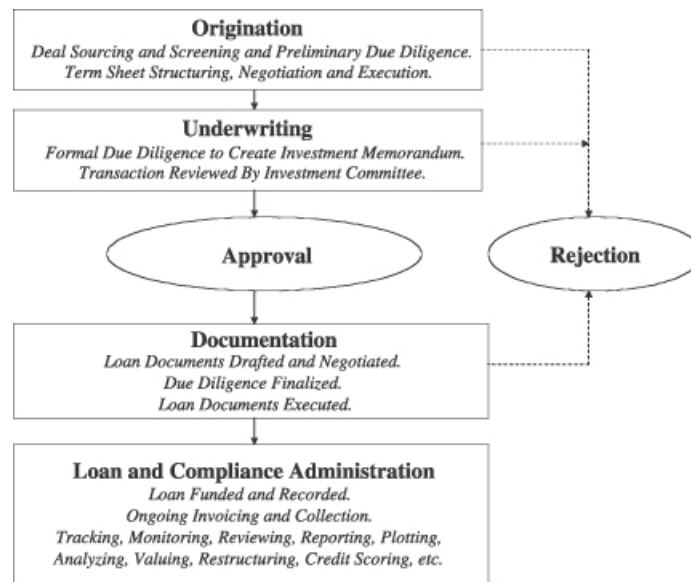 Origination
Deal Sourcing and Screening and Preliminary Due Diligence.
Term Sheet Structuring, Negotiation and Execution.
Underwriting
Formal Due Diligence to Create Investment Memorandum.
Transaction Reviewed By Investment Committee.
Approval
Rejection
Documentation
Loan Documents Drafted and Negotiated.
Due Diligence Finalized.
Loan Documents Executed.
Loan and Compliance Administration
Loan Funded and Recorded.
Ongoing Invoicing and Collection.
Tracking, Monitoring, Reviewing, Reporting, Plotting,
Analyzing, Valuing, Restructuring, Credit Scoring, etc.